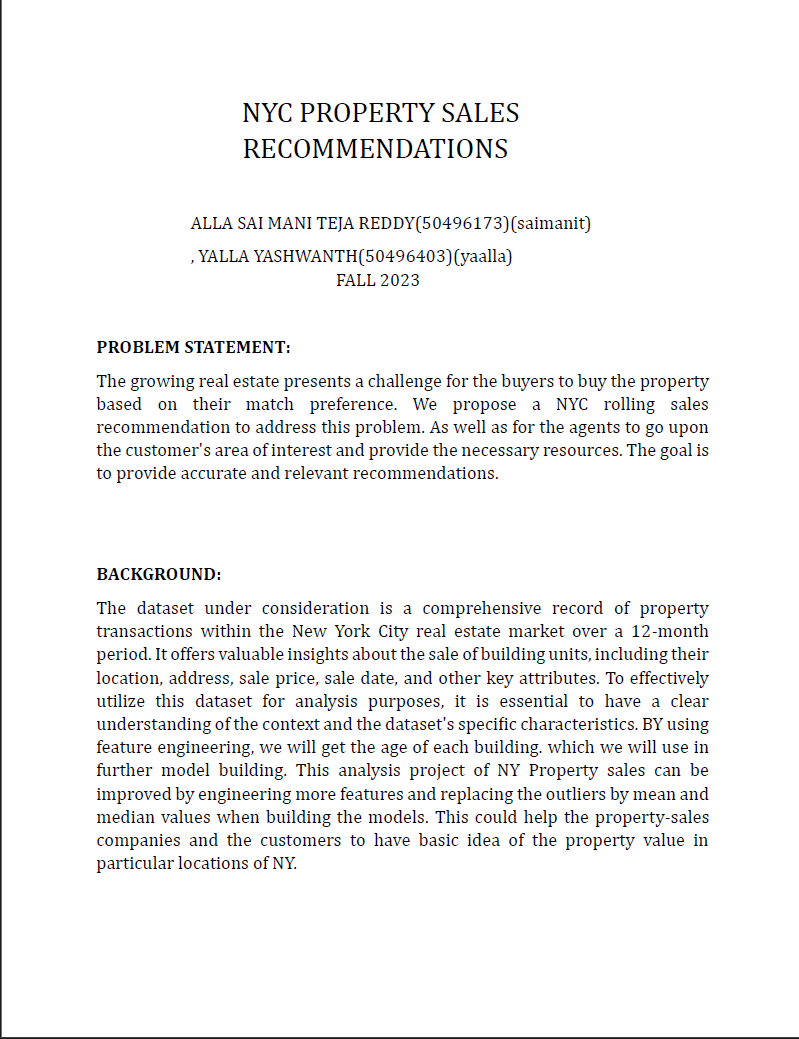 NYC PROPERTY SALES
RECOMMENDATIONS
ALLA SAI MANI TEJA REDDY(50496173)(saimanit)
, YALLA YASHWANTH(50496403)(yaalla)
FALL 2023
PROBLEM STATEMENT:
The growing real estate presents a challenge for the buyers to buy the property
based on their match preference. We propose a NYC rolling sales
recommendation to address this problem. As well as for the agents to go upon
the customer's area of interest and provide the necessary resources. The goal is
to provide accurate and relevant recommendations.
BACKGROUND:
The dataset under consideration is a comprehensive record of property
transactions within the New York City real estate market over a 12-month
period. It offers valuable insights about the sale of building units, including their
location, address, sale price, sale date, and other key attributes. To effectively
utilize this dataset for analysis purposes, it is essential to have a clear
understanding of the context and the dataset's specific characteristics. BY using
feature engineering, we will get the age of each building. which we will use in
further model building. This analysis project of NY Property sales can be
improved by engineering more features and replacing the outliers by mean and
median values when building the models. This could help the property-sales
companies and the customers to have basic idea of the property value in
particular locations of NY.